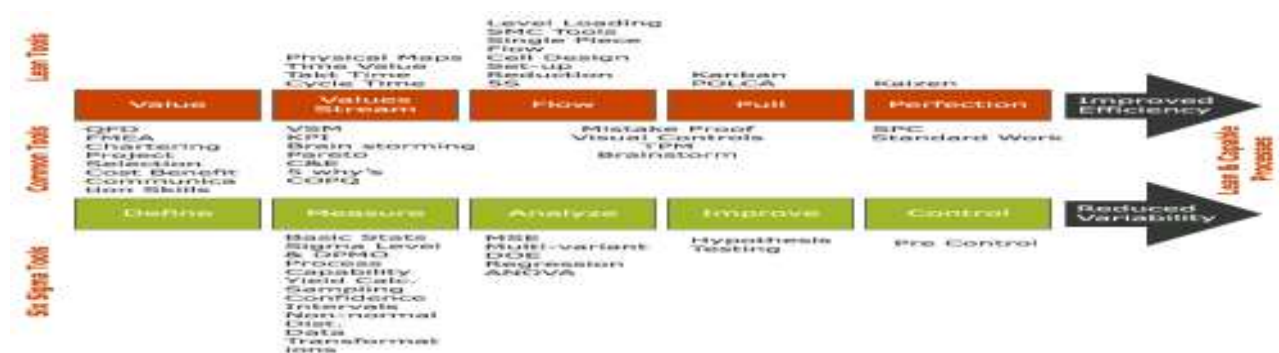 Lean Tools
Level Loading
SMC Tools
Single Piece
Flow
Cell Design
Set-up
Reduction
5S
Physical Maps
Time Value
Takt Time
Cycle Time
Kanban
POLCA
Kaizen
Value
Values
Stream
Flow
Pull
Perfection
Improved
Efficiency
Common Tools
QFD
FMEA
Chartering
Project
Selection
Cost Benefit
Communica
tion Skills
VSM
KPI
Brain storming
Pareto
C&E
5 why's
COPQ
Mistake Proof
Visual Controls
TPM
Brainstorm
SPC
Standard Work
Lean & Capable
Processes
Define
Measure
Analyze
Improve
Control
Reduced
Variability
Six Sigma Tools
Basic Stats
Sigma Level
& DPMO
Process
Capability
Yield Calc.
Sampling
Confidence
Intervals
Non-normal
Dist.
Data
Transformat
ions
MSE
Multi-variant
DOE
Regression
ANOVA
Hypothesis
Testing
Pre Control